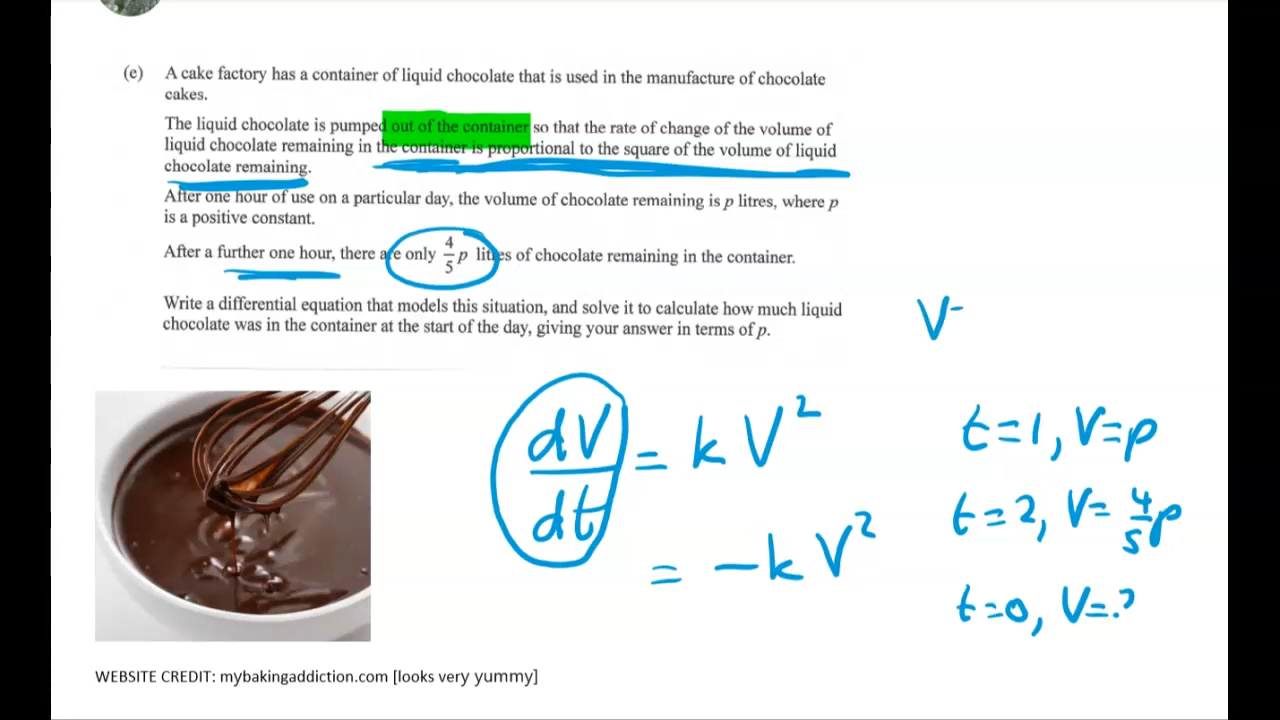 (e) A cake factory has a container of liquid chocolate that is used in the manufacture of chocolate
cakes.
The liquid chocolate is pumped out of the container so that the rate of change of the volume of
liquid chocolate remaining in the container is proportional to the square of the volume of liquid
chocolate remaining.
After one hour of use on a particular day, the volume of chocolate remaining is p litres, where p
is a positive constant.
After a further one hour, there are only 4/5 p litres of chocolate remaining in the container.
Write a differential equation that models this situation, and solve it to calculate how much liquid
chocolate was in the container at the start of the day, giving your answer in terms of p.
V-
dV/dt = kV²
= -kV²
t=1, V=p
t=2, V=4/5 p
t=0, V=?
WEBSITE CREDIT: mybakingaddiction.com [looks very yummy]